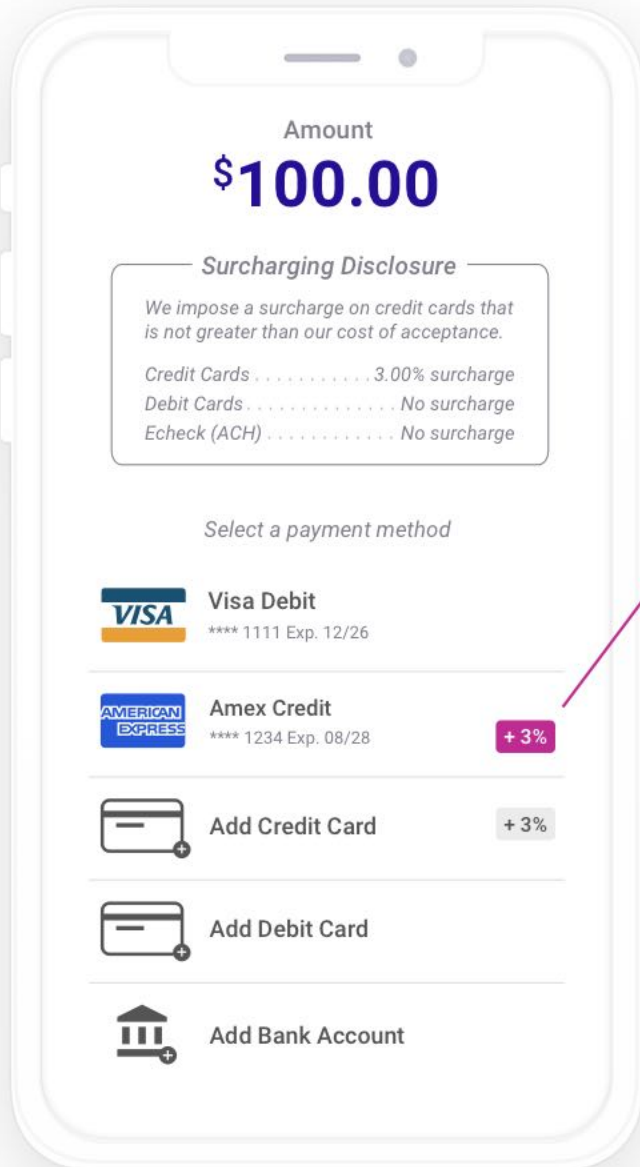 Amount
$100.00
Surcharging Disclosure
We impose a surcharge on credit cards that
is not greater than our cost of acceptance.
Credit Cards . . . . . . . . . . . 3.00% surcharge
Debit Cards . . . . . . . . . . . . . . No surcharge
Echeck (ACH) . . . . . . . . . . . . No surcharge
Select a payment method
VISA
Visa Debit
**** 1111 Exp. 12/26
AMERICAN
EXPRESS
Amex Credit
**** 1234 Exp. 08/28
+ 3%
Add Credit Card
+ 3%
Add Debit Card
Add Bank Account